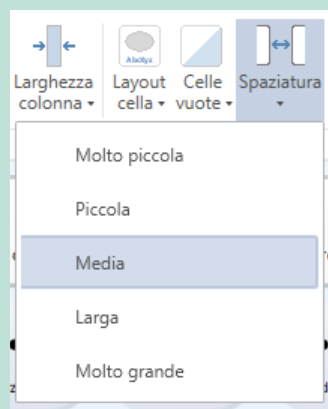 Larghezza colonna
Layout cella
Celle vuote
Spaziatura
Molto piccola
Piccola
Media
Larga
Molto grande